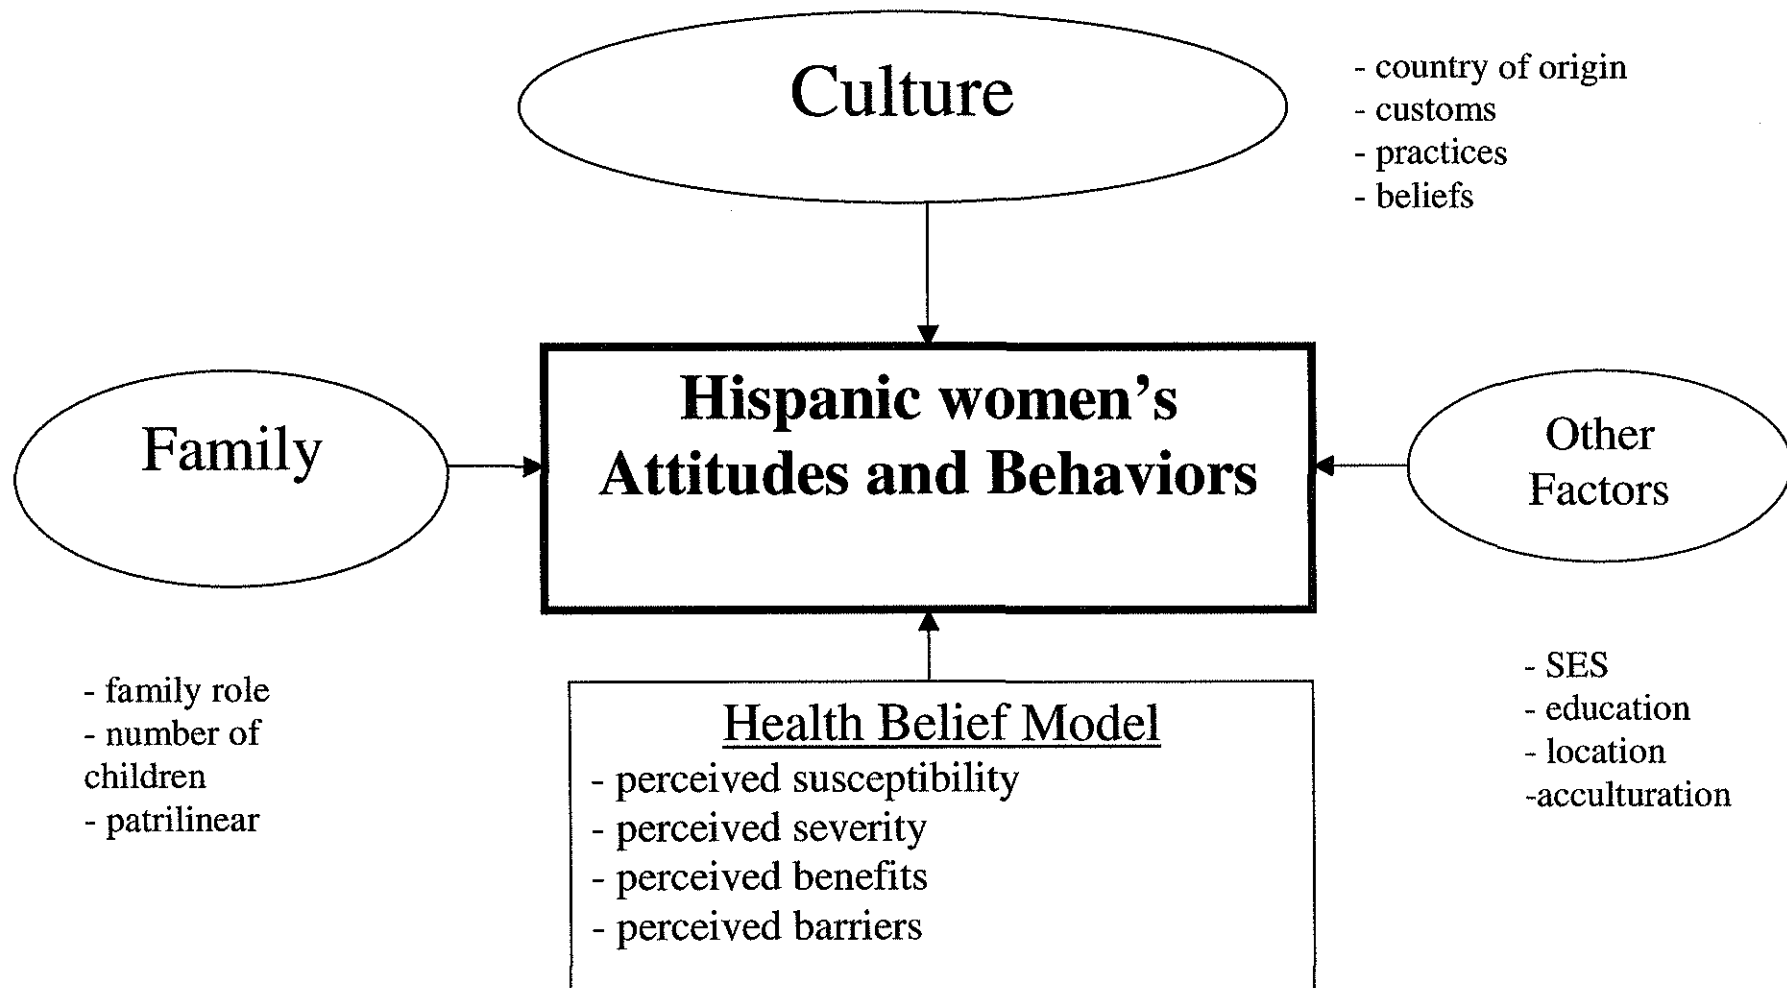 Culture
- country of origin
- customs
- practices
- beliefs
Hispanic women's
Attitudes and Behaviors
Family
Other
Factors
- family role
- number of
children
- patrilinear
- SES
- education
- location
-acculturation
Health Belief Model
- perceived susceptibility
- perceived severity
- perceived benefits
- perceived barriers